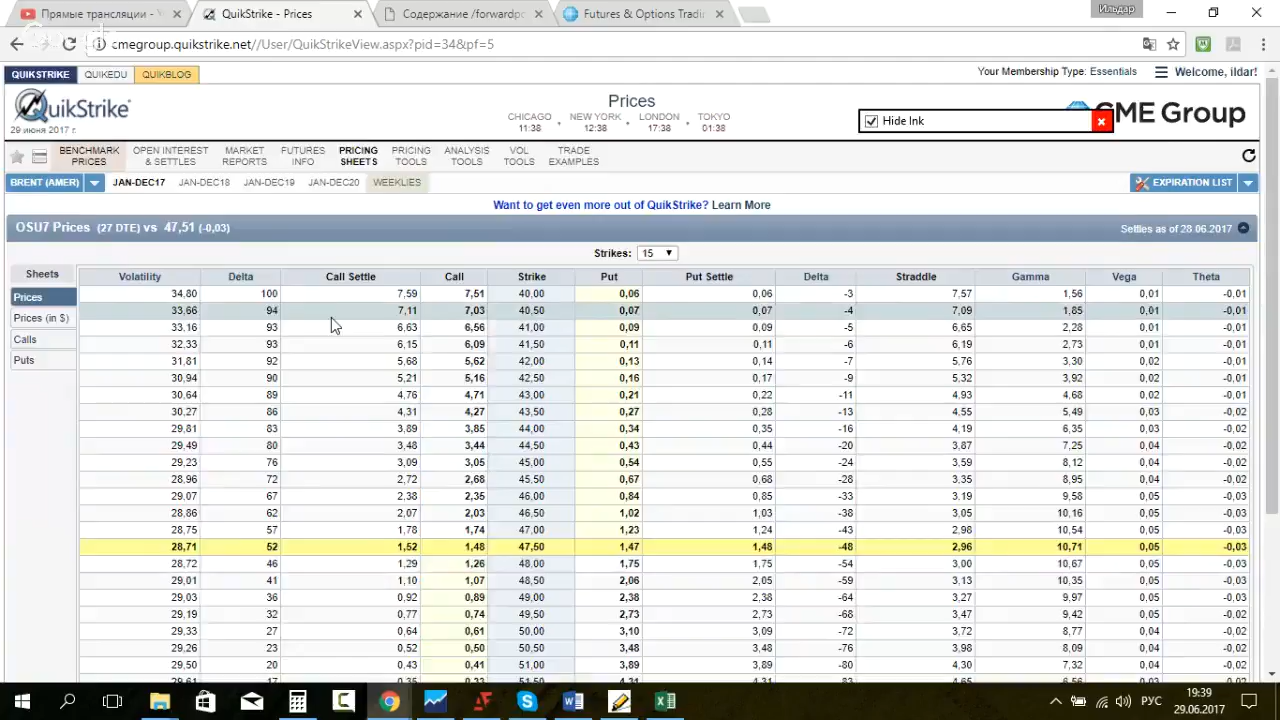 Прямые трансляции -
QuikStrike - Prices
Содержание /forwardp
Futures & Options Tradi
Ильдар
cmegroup.quikstrike.net//User/QuikStrikeView.aspx?pid=34&pf=5
QUIKSTRIKE QUIKEDU QUIKBLOG
Your Membership Type: Essentials Welcome, ildar!
QuikStrike
29 июня 2017 г.
Prices
CHICAGO NEW YORK LONDON TOKYO
11:38 12:38 17:38 01:38
Hide Ink
CME Group
BENCHMARK PRICES
OPEN INTEREST & SETTLES
MARKET REPORTS
FUTURES INFO
PRICING SHEETS
PRICING TOOLS
ANALYSIS TOOLS
VOL TOOLS
TRADE EXAMPLES
BRENT (AMER) JAN-DEC17 JAN-DEC18 JAN-DEC19 JAN-DEC20 WEEKLIES EXPIRATION LIST
Want to get even more out of QuikStrike? Learn More
OSU7 Prices (27 DTE) vs 47,51 (-0,03) Settles as of 28.06.2017
Strikes: 15
Sheets
Prices
Prices (in $)
Calls
Puts
Volatility Delta Call Settle Call Strike Put Put Settle Delta Straddle Gamma Vega Theta
34,80 100 7,59 7,51 40,00 0,06 0,06 -3 7,57 1,56 0,01 -0,01
33,66 94 7,11 7,03 40,50 0,07 0,07 -4 7,09 1,85 0,01 -0,01
33,16 93 6,63 6,56 41,00 0,09 0,09 -5 6,65 2,28 0,01 -0,01
32,33 93 6,15 6,09 41,50 0,11 0,11 -6 6,19 2,73 0,01 -0,01
31,81 92 5,68 5,62 42,00 0,13 0,14 -7 5,76 3,30 0,02 -0,01
30,94 90 5,21 5,16 42,50 0,16 0,17 -9 5,32 3,92 0,02 -0,01
30,64 89 4,76 4,71 43,00 0,21 0,22 -11 4,93 4,68 0,02 -0,01
30,27 86 4,31 4,27 43,50 0,27 0,28 -13 4,55 5,49 0,03 -0,02
29,81 83 3,89 3,85 44,00 0,34 0,35 -16 4,19 6,35 0,03 -0,02
29,49 80 3,48 3,44 44,50 0,43 0,44 -20 3,87 7,25 0,04 -0,02
29,23 76 3,09 3,05 45,00 0,54 0,55 -24 3,59 8,12 0,04 -0,02
28,96 72 2,72 2,68 45,50 0,67 0,68 -28 3,35 8,95 0,04 -0,02
29,07 67 2,38 2,35 46,00 0,84 0,85 -33 3,19 9,58 0,05 -0,03
28,86 62 2,07 2,03 46,50 1,02 1,03 -38 3,05 10,16 0,05 -0,03
28,75 57 1,78 1,74 47,00 1,23 1,24 -43 2,98 10,54 0,05 -0,03
28,71 52 1,52 1,48 47,50 1,47 1,48 -48 2,96 10,71 0,05 -0,03
28,72 46 1,29 1,26 48,00 1,75 1,75 -54 3,00 10,67 0,05 -0,03
29,01 41 1,10 1,07 48,50 2,06 2,05 -59 3,13 10,35 0,05 -0,03
29,03 36 0,92 0,89 49,00 2,38 2,38 -64 3,27 9,97 0,05 -0,03
29,19 32 0,77 0,74 49,50 2,73 2,73 -68 3,47 9,42 0,05 -0,02
29,33 27 0,64 0,61 50,00 3,10 3,09 -72 3,72 8,77 0,04 -0,02
29,26 23 0,52 0,50 50,50 3,48 3,48 -76 3,98 8,09 0,04 -0,02
29,50 20 0,43 0,41 51,00 3,89 3,89 -80 4,30 7,32 0,04 -0,02
РУС
19:39
29.06.2017